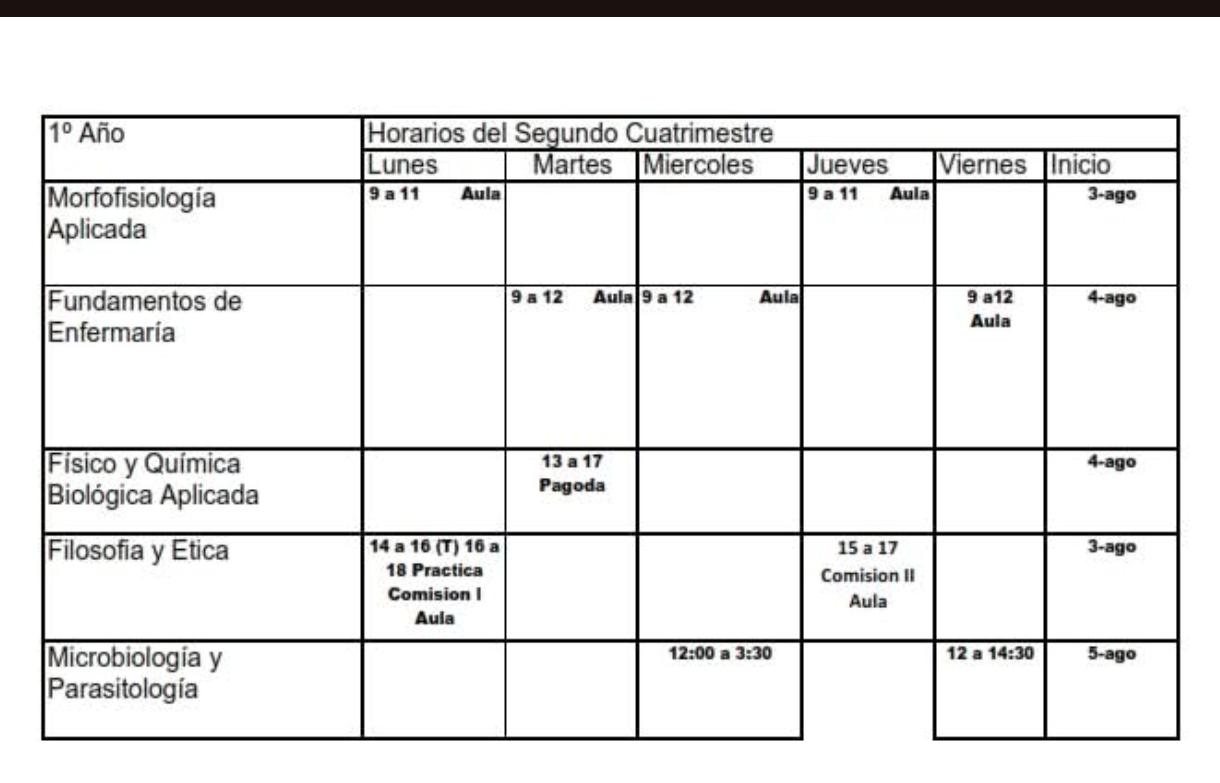 1º Año
Horarios del Segundo Cuatrimestre
Lunes Martes Miercoles Jueves Viernes Inicio
Morfofisiología
Aplicada
9 a 11 Aula
9 a 11 Aula
3-ago
Fundamentos de
Enfermaría
9 a 12 Aula
9 a 12 Aula
9 a12
Aula
4-ago
Físico y Química
Biológica Aplicada
13 a 17
Pagoda
4-ago
Filosofia y Etica
14 a 16 (T) 16 a
18 Practica
Comision I
Aula
15 a 17
Comision II
Aula
3-ago
Microbiología y
Parasitología
12:00 a 3:30
12 a 14:30
5-ago